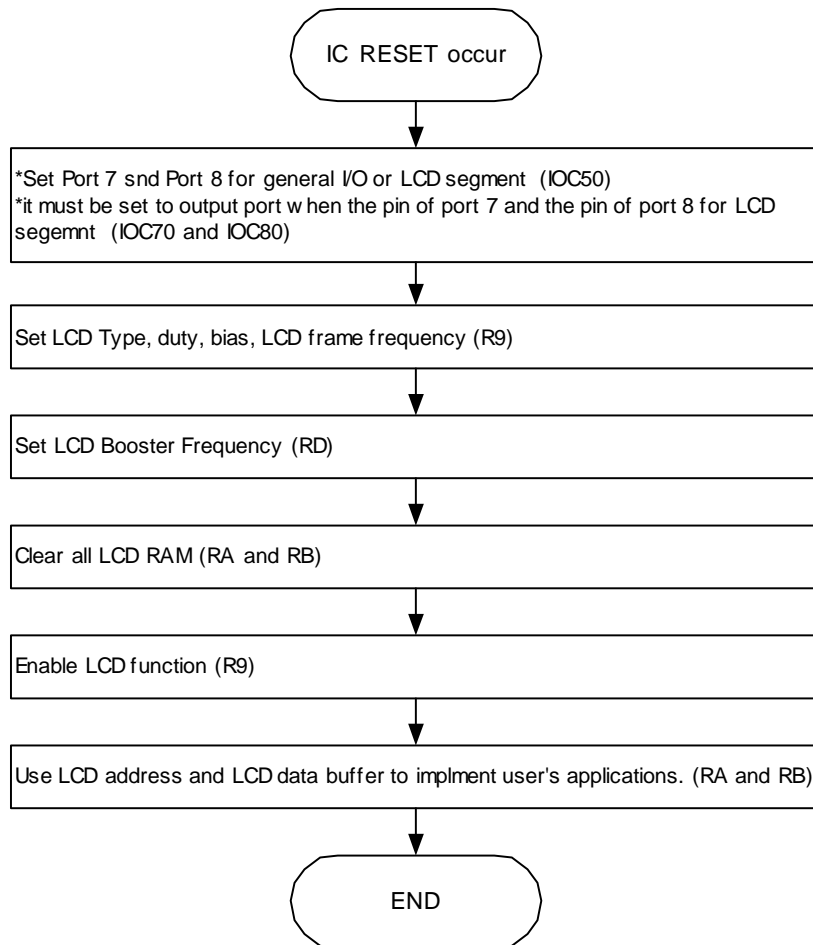 IC RESET occur
*Set Port 7 snd Port 8 for general I/O or LCD segment (IOC50)
*it must be set to output port when the pin of port 7 and the pin of port 8 for LCD
segemnt (IOC70 and IOC80)
Set LCD Type, duty, bias, LCD frame frequency (R9)
Set LCD Booster Frequency (RD)
Clear all LCD RAM (RA and RB)
Enable LCD function (R9)
Use LCD address and LCD data buffer to implment user's applications. (RA and RB)
END